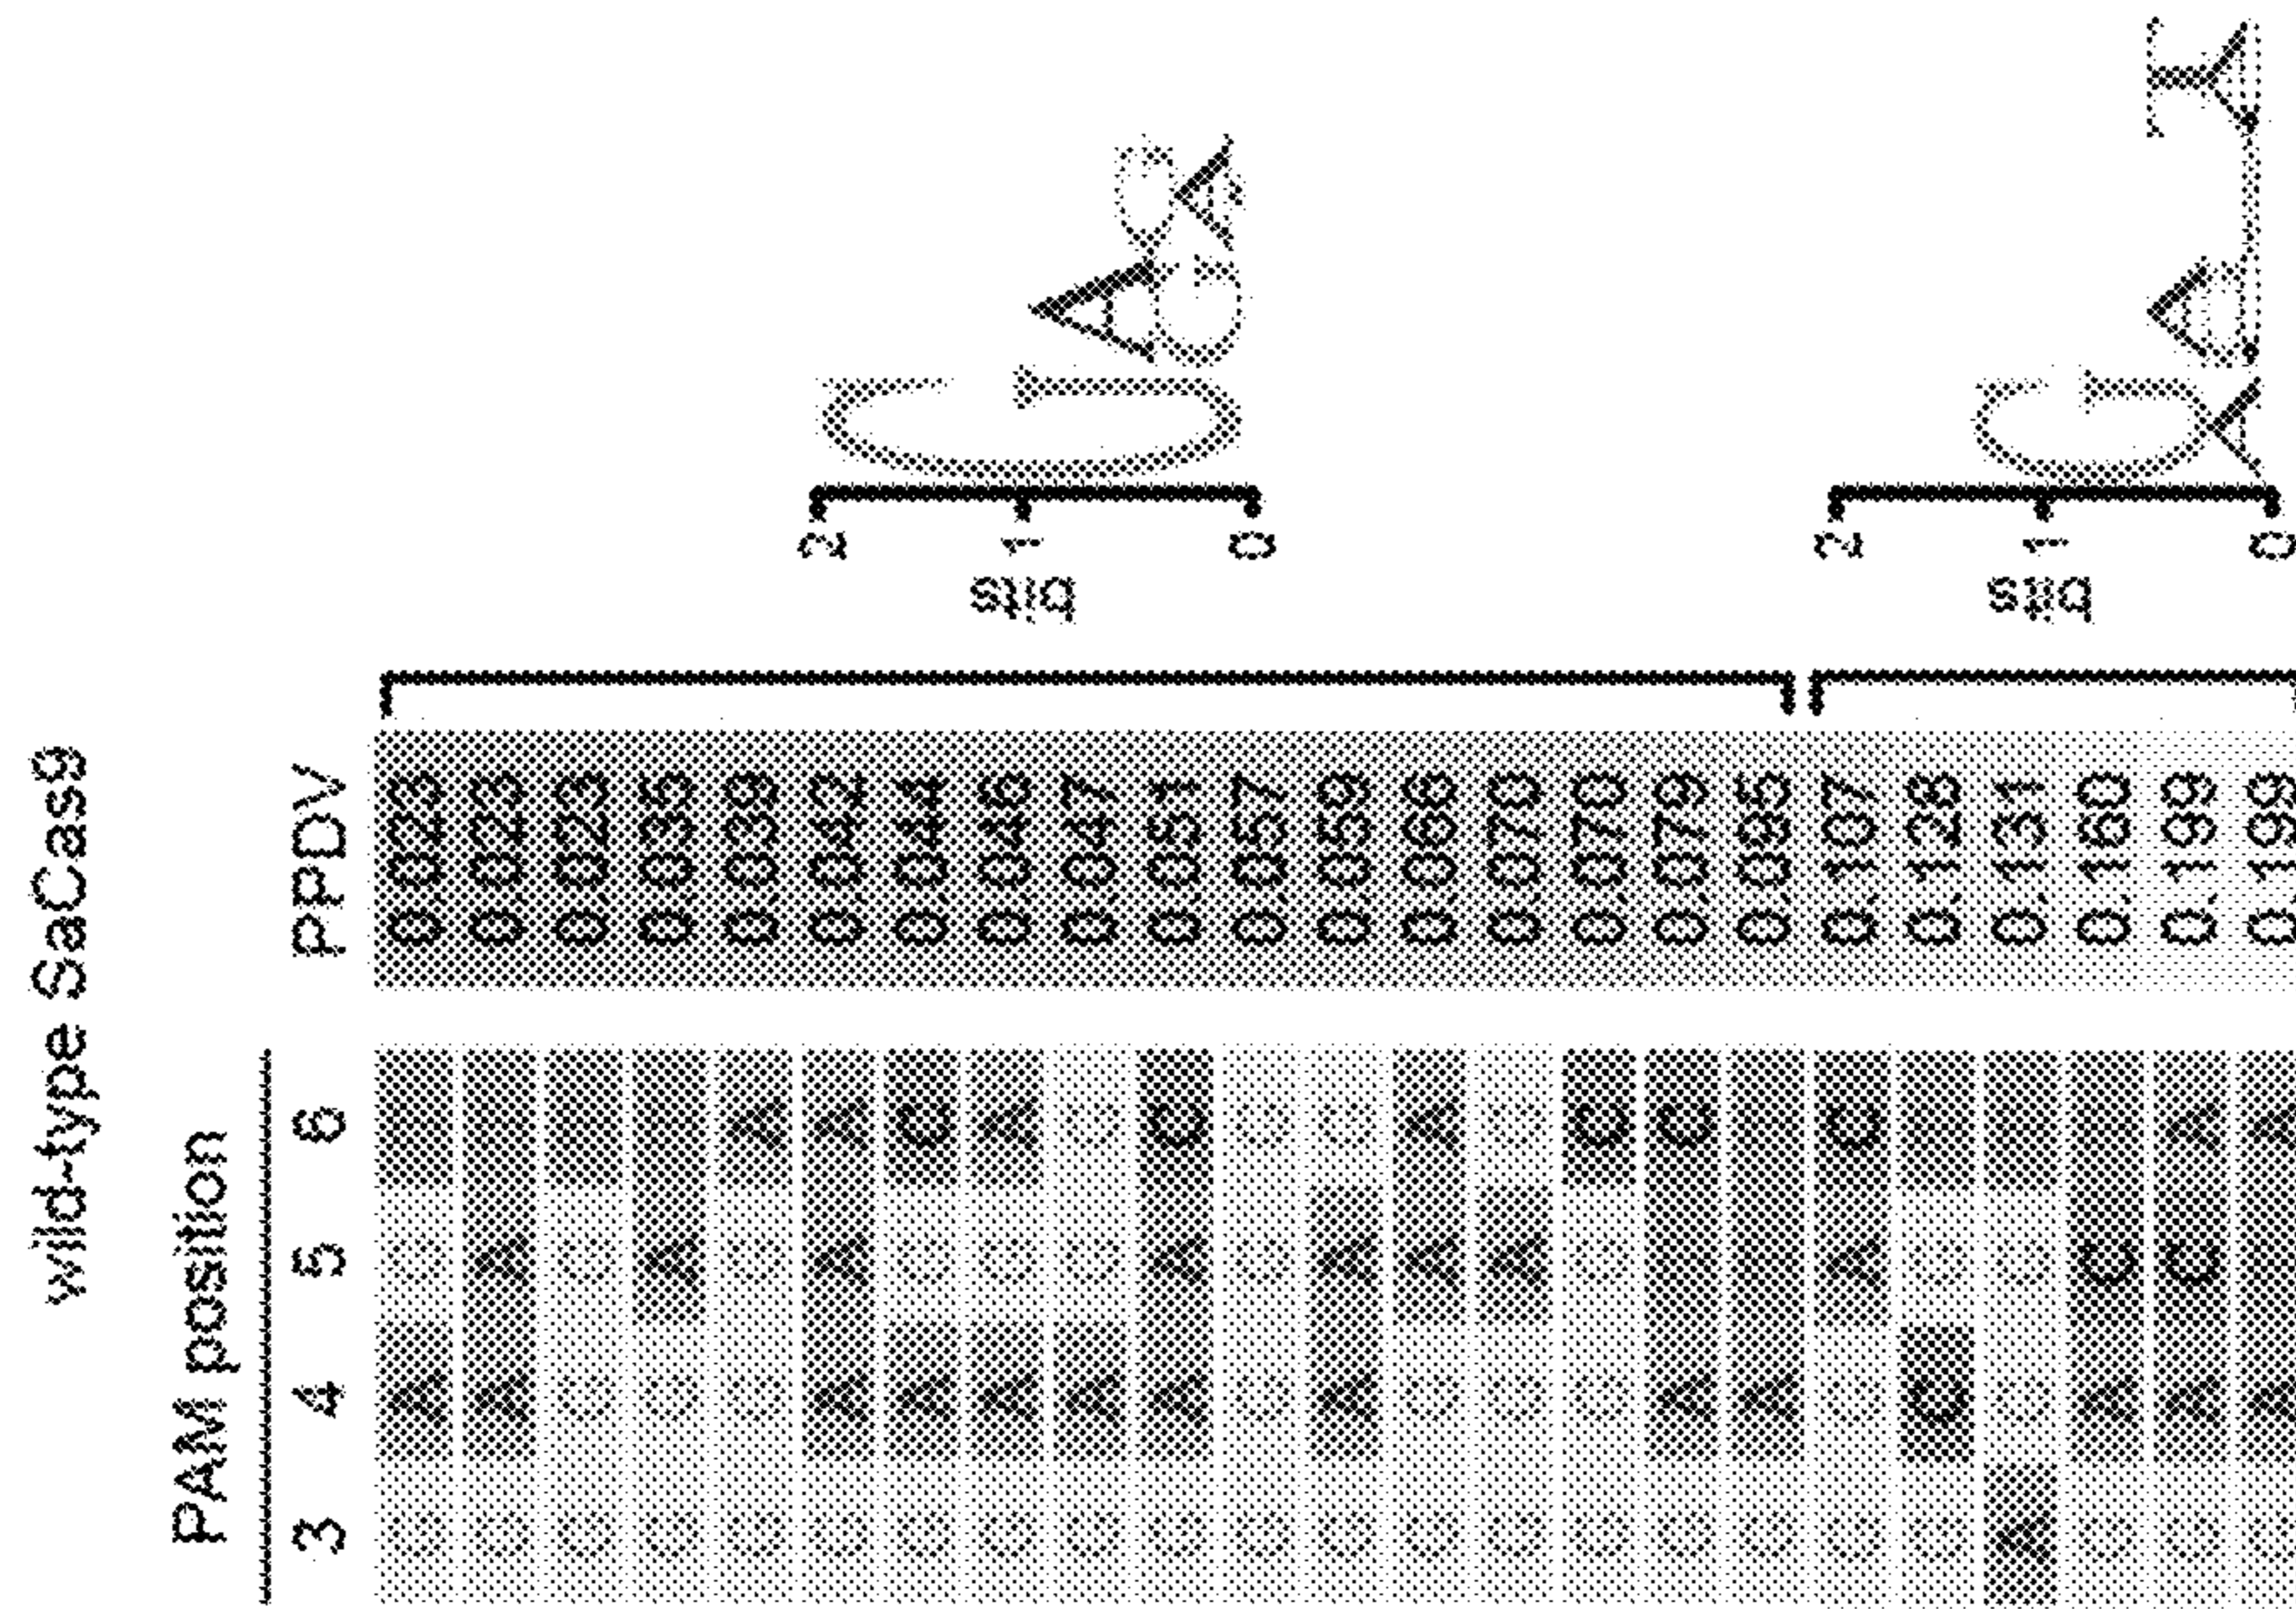 wild-type SaCas9
PAM position
3 4 5 6 PPDV
G A G 0.023
G A A 0.023
G G G 0.023
G G A 0.035
G G G A 0.039
G A A A 0.042
G A G C 0.044
G A G A 0.046
G A G G 0.047
G A A C 0.051
G G G G 0.057
G A A G 0.059
G G A A 0.066
G G A G 0.070
G G G C 0.070
G A C 0.079
G A 0.095
G G A C 0.107
G C G 0.128
A G G 0.131
G A C 0.160
G A C A 0.199
G A A 0.199
bits
2
1
0
G A G G A
bits
2
1
0
G A A G T